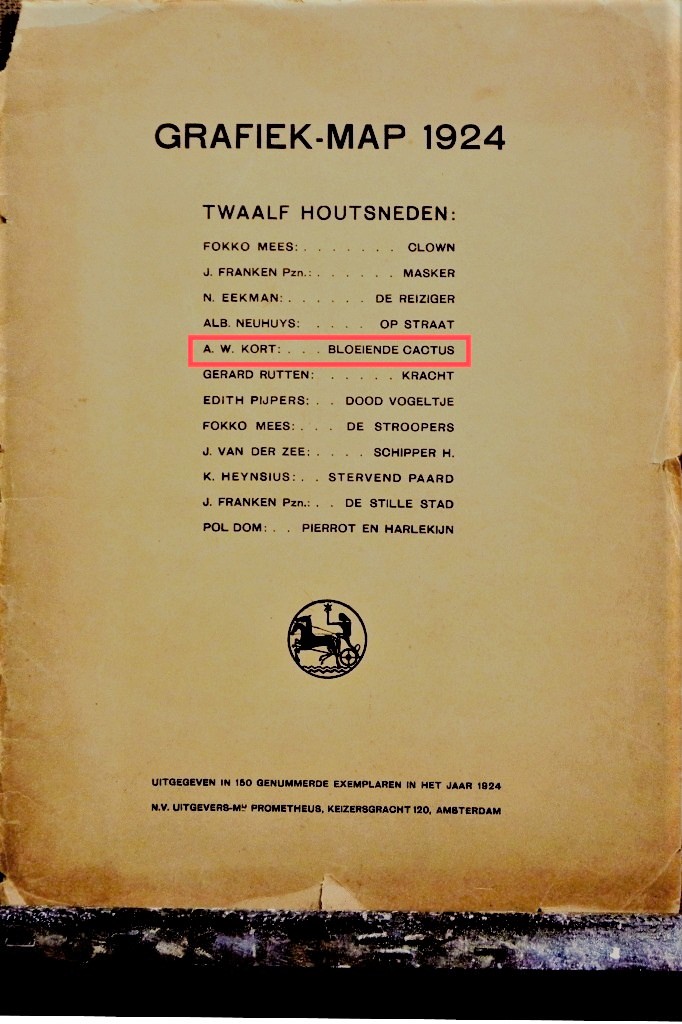 GRAFIEK-MAP 1924
TWAALF HOUTSNEDEN:
FOKKO MEES: . . . . . . . CLOWN
J. FRANKEN Pzn.: . . . . . . MASKER
N. EEKMAN: . . . . . . DE REIZIGER
ALB. NEUHUYS: . . . . OP STRAAT
A. W. KORT: . . . BLOEIENDE CACTUS
GERARD RUTTEN: . . . . . KRACHT
EDITH PIJPERS: . . DOOD VOGELTJE
FOKKO MEES: . . . DE STROOPERS
J. VAN DER ZEE: . . . . SCHIPPER H.
K. HEYNSIUS: . . STERVEND PAARD
J. FRANKEN Pzn.: . . DE STILLE STAD
POL DOM: . . PIERROT EN HARLEKIJN
UITGEGEVEN IN 150 GENUMMERDE EXEMPLAREN IN HET JAAR 1924
N.V. UITGEVERS-Mij PROMETHEUS, KEIZERSGRACHT 120, AMSTERDAM